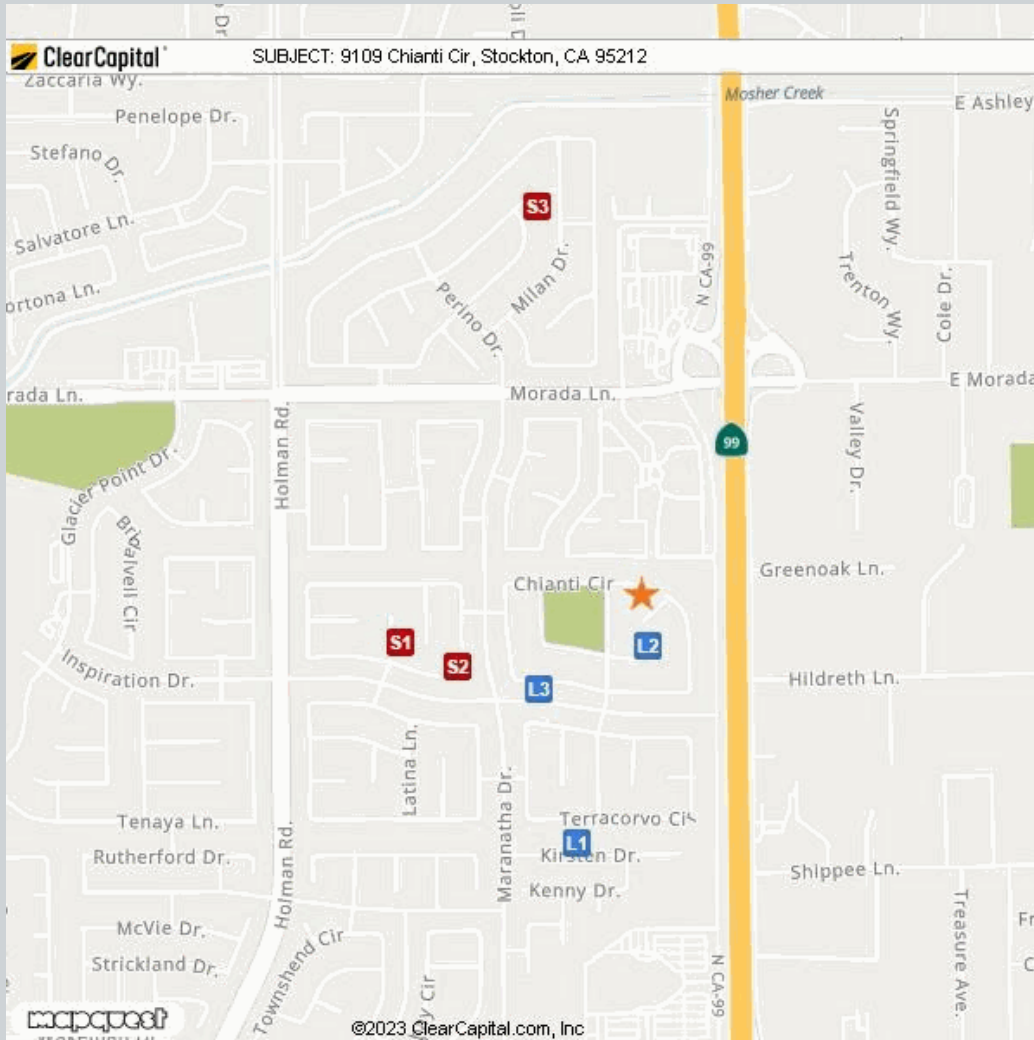 ClearCapital
SUBJECT: 9109 Chianti Cir, Stockton, CA 95212
Zaccaria Wy.
Mosher Creek
E Ashley
Penelope Dr.
Springfield Wy.
Stefano Dr.
S3
Salvatore Ln.
N CA-99
Milan Dr.
Trenton Wy.
Cole Dr.
ortona Ln.
Perino Dr.
rada Ln.
Morada Ln.
E Morada
Holman Rd.
99
Valley Dr.
Glacier Point Dr.
Chianti Cir
Greenoak Ln.
S1
L2
S2
Inspiration Dr.
L3
Hildreth Ln.
Latina Ln.
Maranatha Dr.
Tenaya Ln.
Terracorvo Cir
L1
Rutherford Dr.
Kirsten Dr.
Holman Rd.
Shippee Ln.
Kenny Dr.
McVie Dr.
Treasure Ave.
Fr
Strickland Dr.
Townshend Cir
N CA-99
C
y Cir
mapquest
©2023 ClearCapital.com, Inc